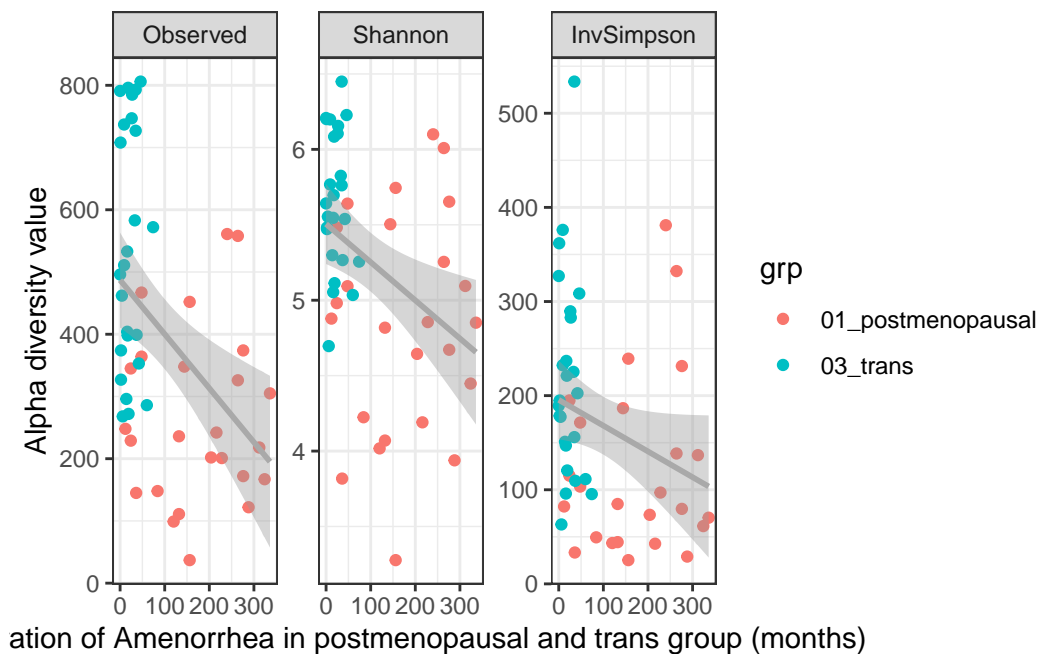 Observed
Shannon
InvSimpson
Alpha diversity value
800
600
400
200
0
0 100 200 300
6
5
4
0 100 200 300
500
400
300
200
100
0
0 100 200 300
grp
01_postmenopausal
03_trans
ation of Amenorrhea in postmenopausal and trans group (months)